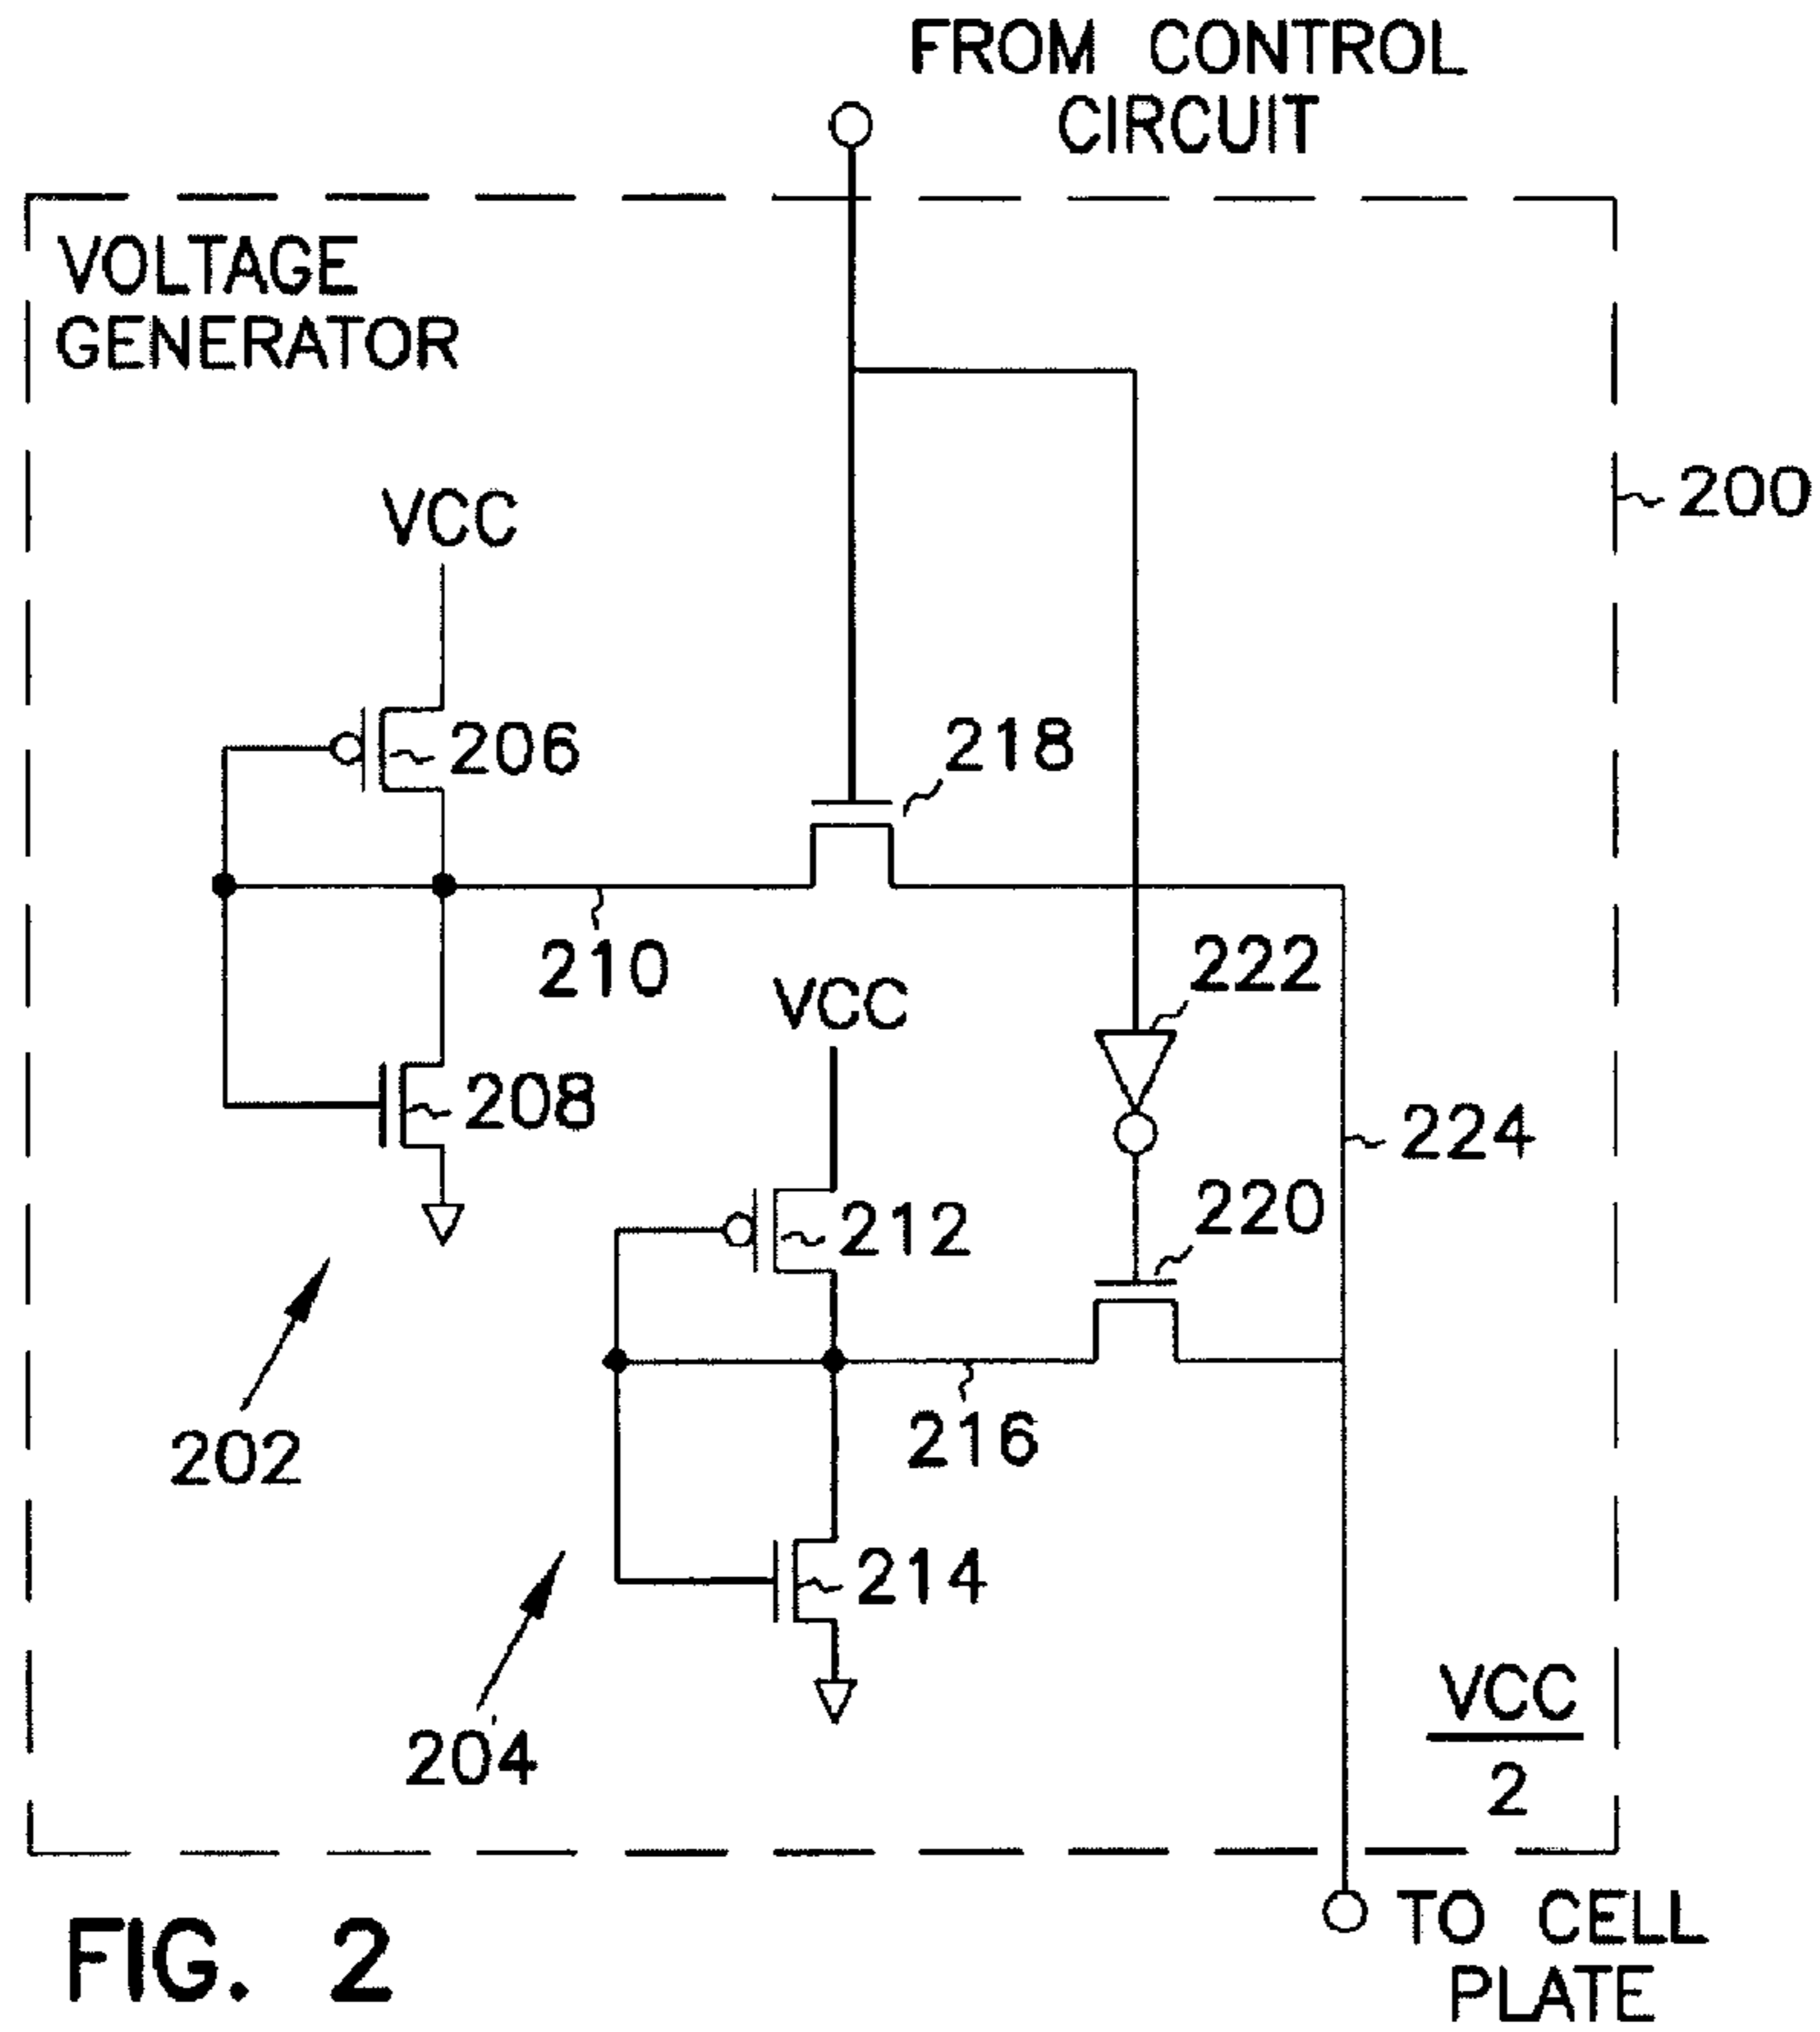 FROM CONTROL
CIRCUIT
VOLTAGE
GENERATOR
200
VCC
206
218
210
VCC
222
208
224
212
220
202
216
204
214
VCC
2
TO CELL
PLATE
FIG. 2